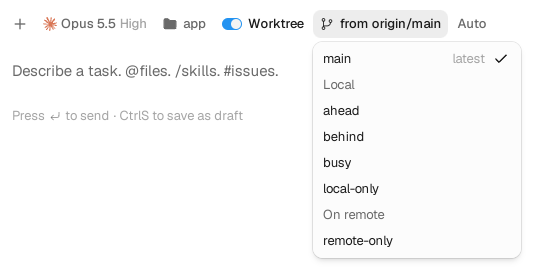 Opus 5.5 High app Worktree from origin/main Auto
Describe a task. @files. /skills. #issues.
Press ↵ to send · CtrlS to save as draft
main latest
Local
ahead
behind
busy
local-only
On remote
remote-only